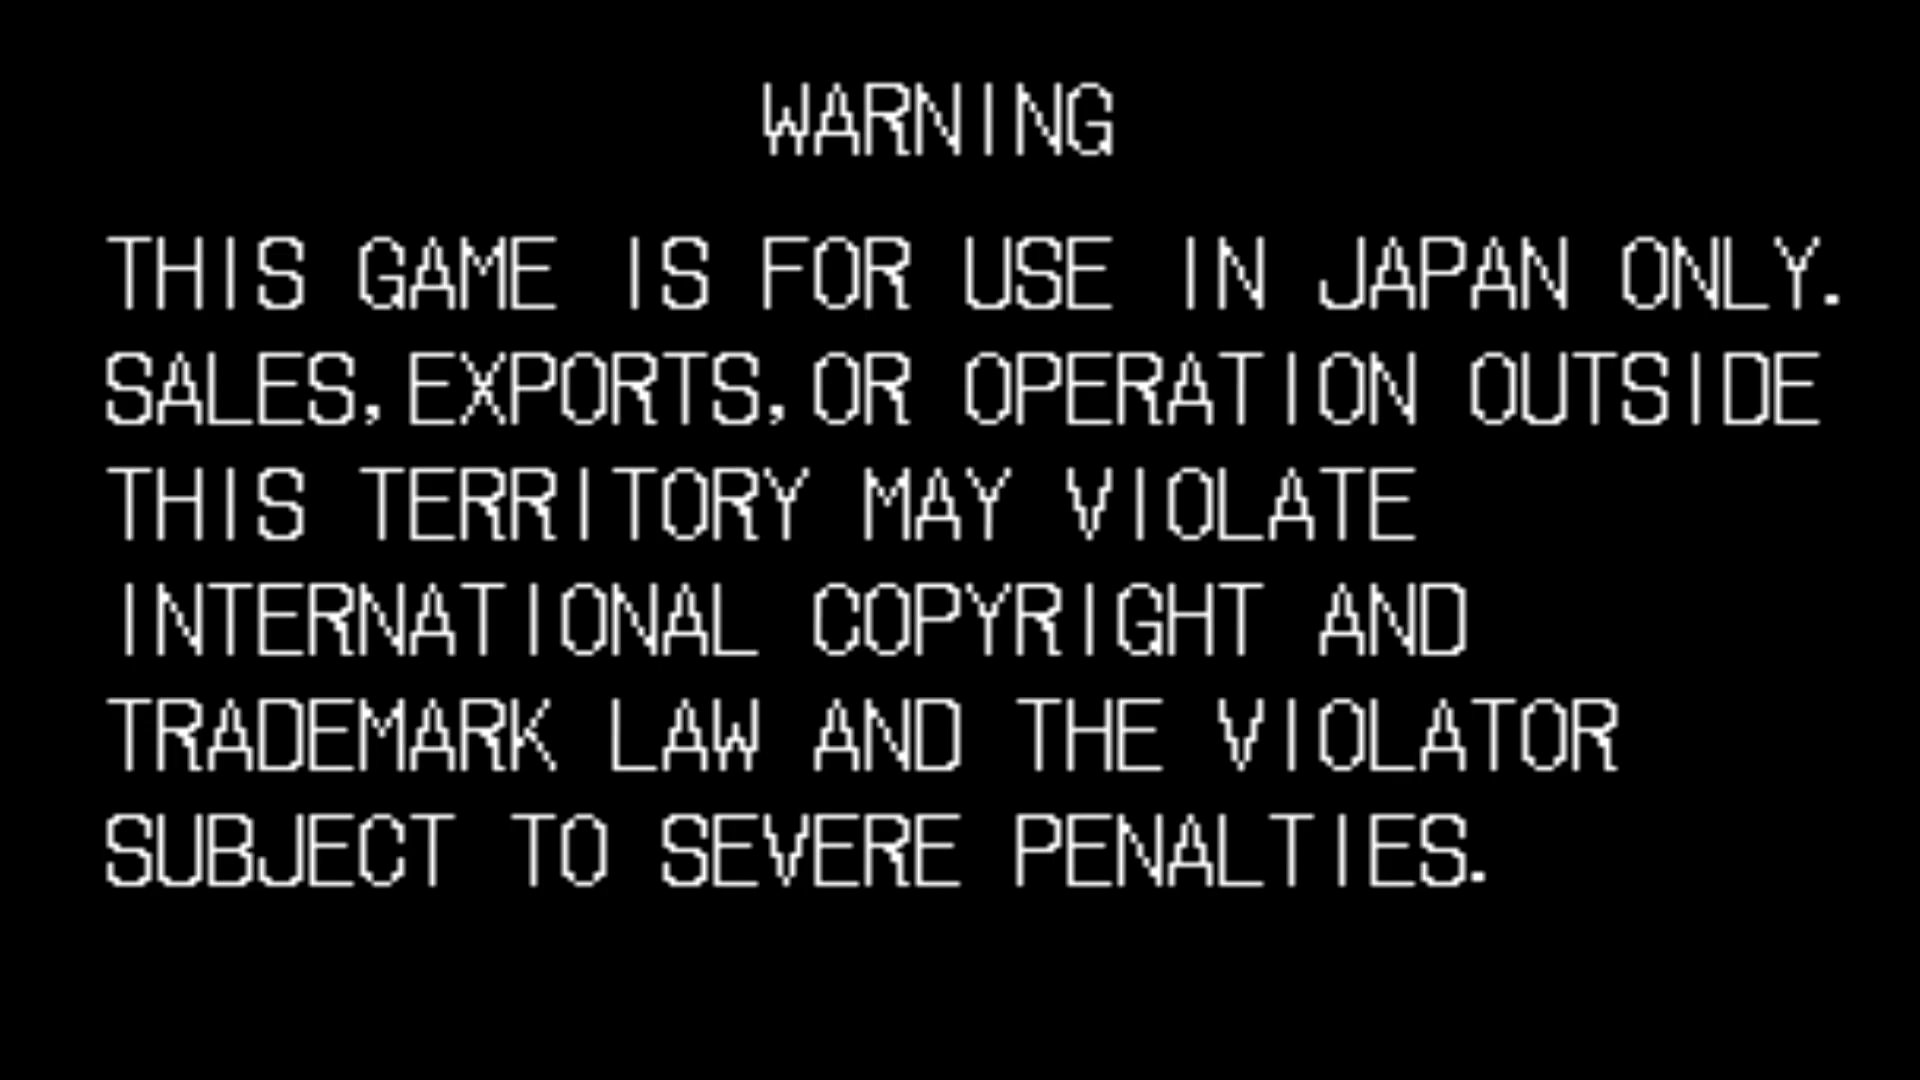 WARNING
THIS GAME IS FOR USE IN JAPAN ONLY.
SALES,EXPORTS,OR OPERATION OUTSIDE
THIS TERRITORY MAY VIOLATE
INTERNATIONAL COPYRIGHT AND
TRADEMARK LAW AND THE VIOLATOR
SUBJECT TO SEVERE PENALTIES.